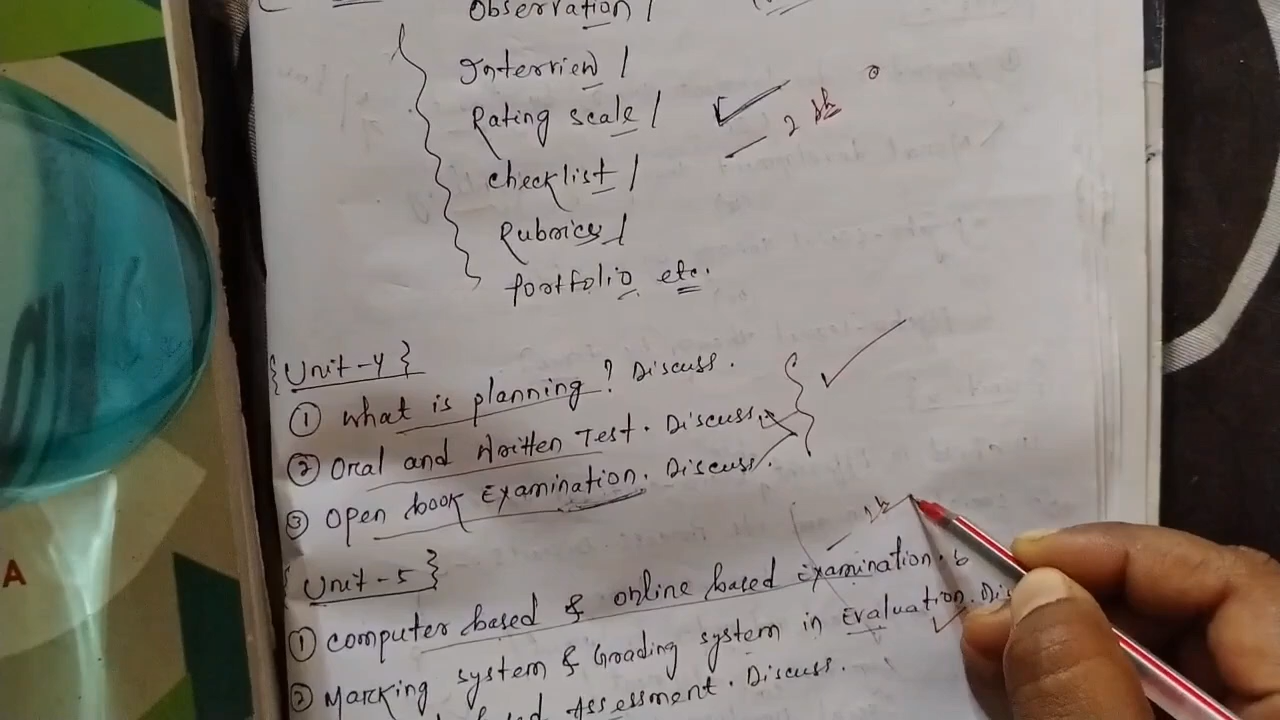 Observation /
Interview /
Rating scale /
checklist /
Rubrics /
portfolio etc.
{Unit-4}
① What is planning? Discuss.
② Oral and Written Test. Discuss.
③ Open book Examination. Discuss.
{Unit-5}
① Computer based & online based Examination.
② Marking system & Grading system in Evaluation. Dis
Assessment. Discuss.
A